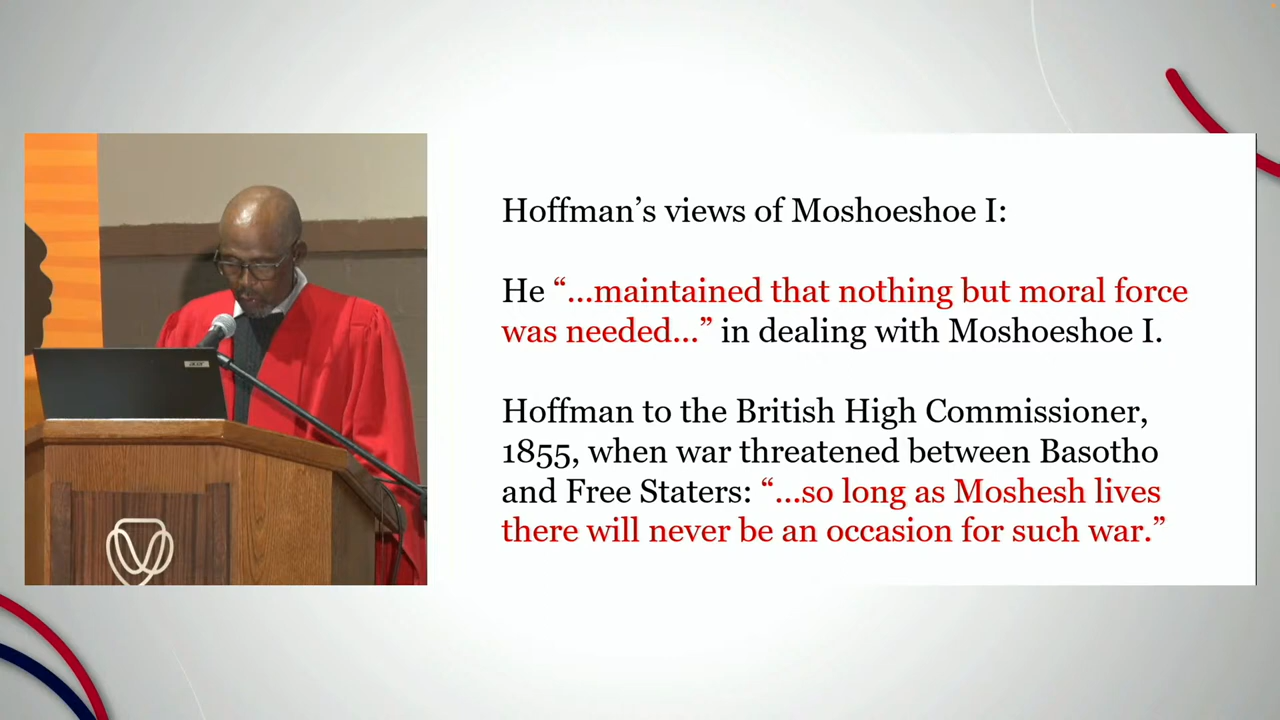 Hoffman’s views of Moshoeshoe I:
He “...maintained that nothing but moral force
was needed...” in dealing with Moshoeshoe I.
Hoffman to the British High Commissioner,
1855, when war threatened between Basotho
and Free Staters: “...so long as Moshesh lives
there will never be an occasion for such war.”